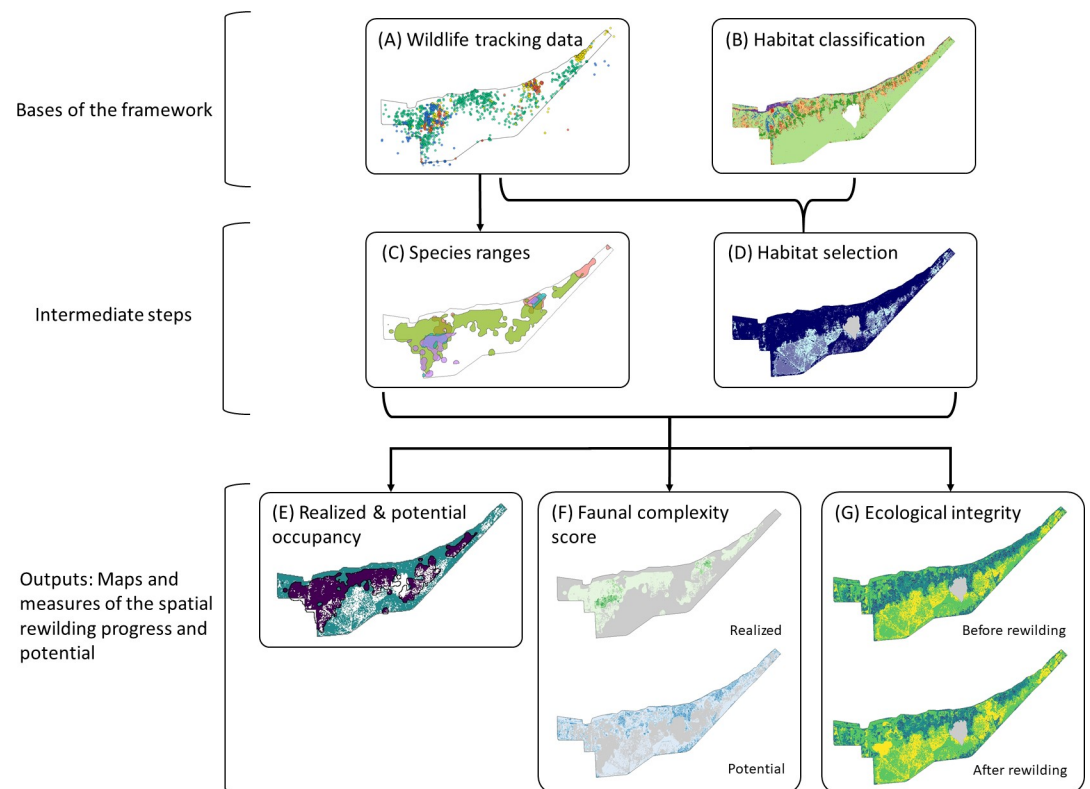 Bases of the framework
(A) Wildlife tracking data
(B) Habitat classification
Intermediate steps
(C) Species ranges
(D) Habitat selection
Outputs: Maps and
measures of the spatial
rewilding progress and
potential
(E) Realized & potential
occupancy
(F) Faunal complexity
score
Realized
Potential
(G) Ecological integrity
Before rewilding
After rewilding